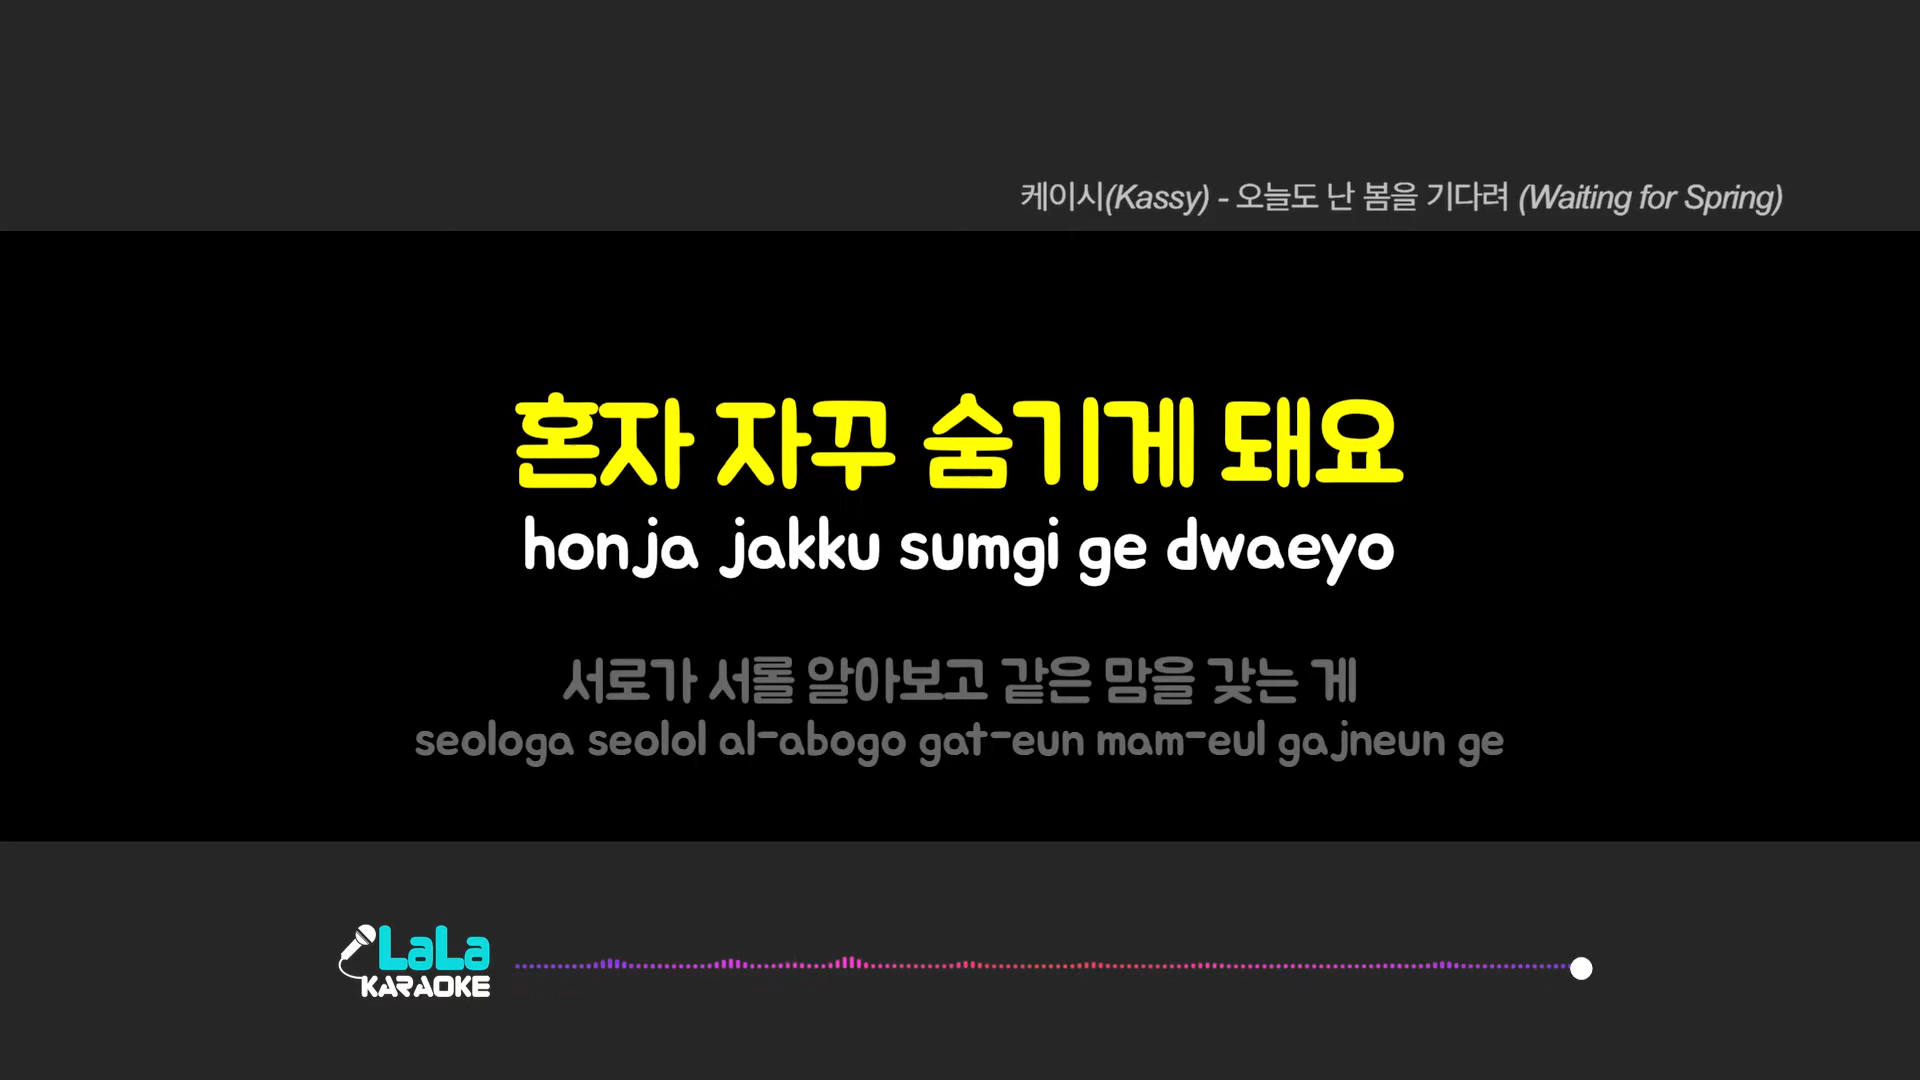 케이시(Kassy) - 오늘도 난 봄을 기다려 (Waiting for Spring)
혼자 자꾸 숨기게 돼요
honja jakku sumgi ge dwaeyo
서로가 서롤 알아보고 같은 맘을 갖는 게
seologa seolol al-abogo gat-eun mam-eul gajneun ge
LaLa
KARAOKE